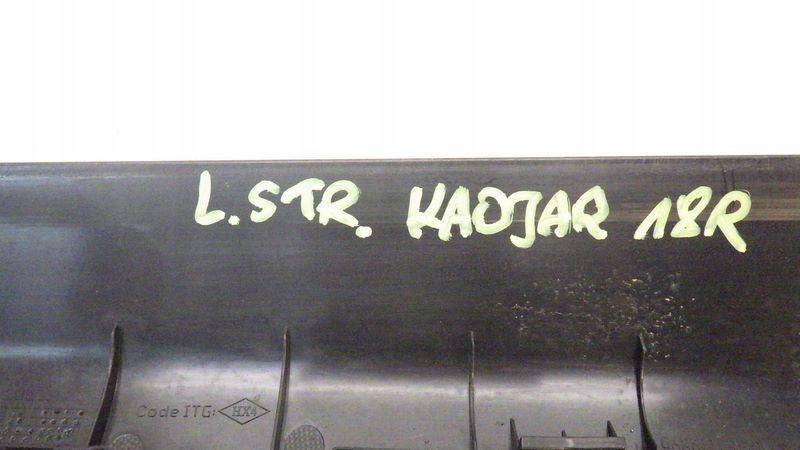 L.STR. KADJAR 18R
Code ITG: HX4